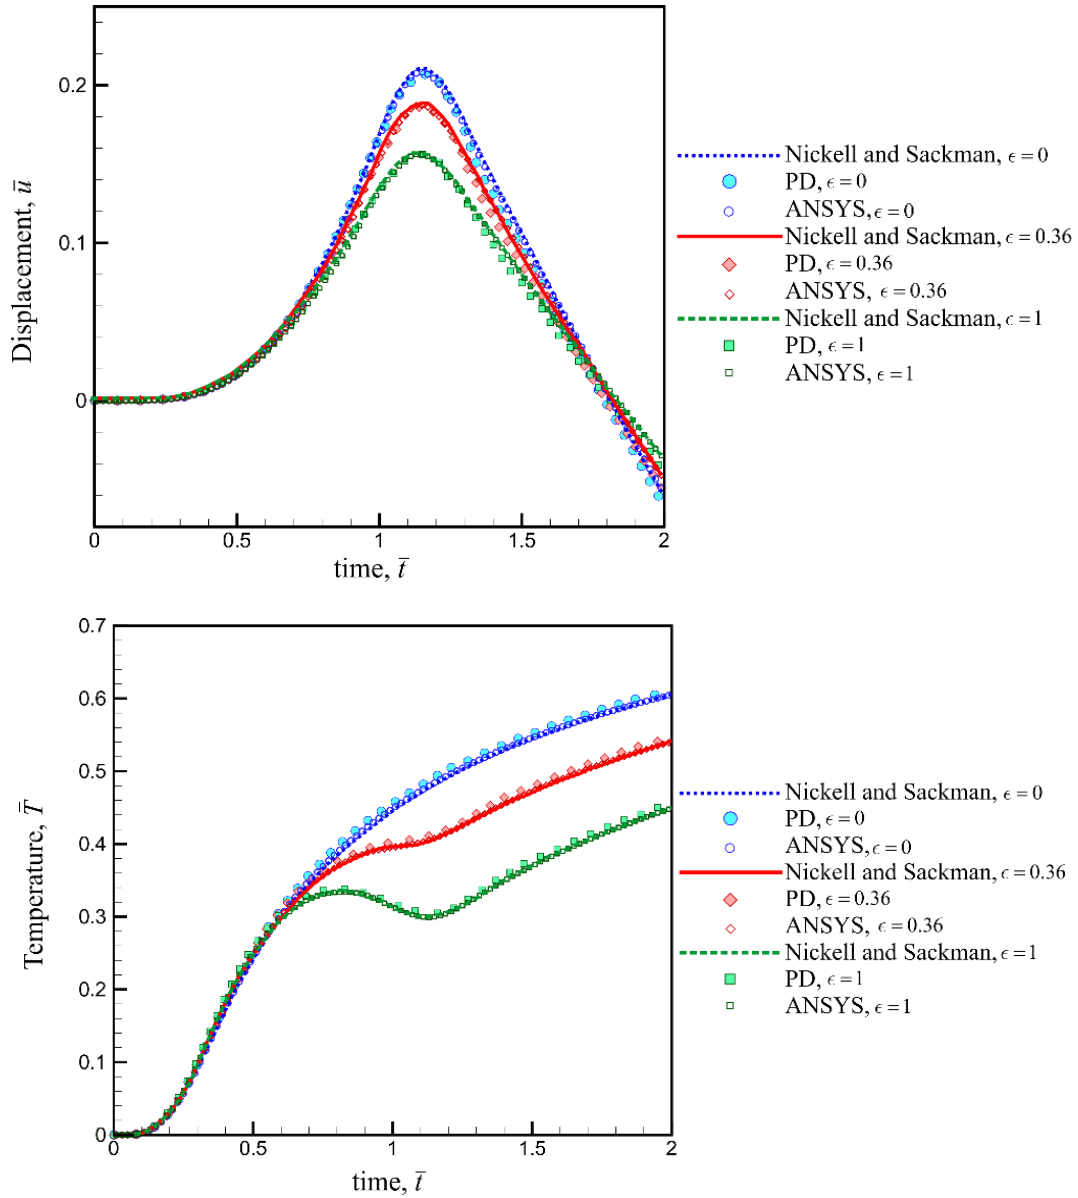 0.2
0.1
0
Displacement, ū
0
0.5
1
1.5
2
time, t̄
Nickell and Sackman, ϵ = 0
PD, ϵ = 0
ANSYS, ϵ = 0
Nickell and Sackman, ϵ = 0.36
PD, ϵ = 0.36
ANSYS, ϵ = 0.36
Nickell and Sackman, ϵ = 1
PD, ϵ = 1
ANSYS, ϵ = 1
0.7
0.6
0.5
0.4
0.3
0.2
0.1
0
Temperature, T̄
0
0.5
1
1.5
2
time, t̄
Nickell and Sackman, ϵ = 0
PD, ϵ = 0
ANSYS, ϵ = 0
Nickell and Sackman, ϵ = 0.36
PD, ϵ = 0.36
ANSYS, ϵ = 0.36
Nickell and Sackman, ϵ = 1
PD, ϵ = 1
ANSYS, ϵ = 1